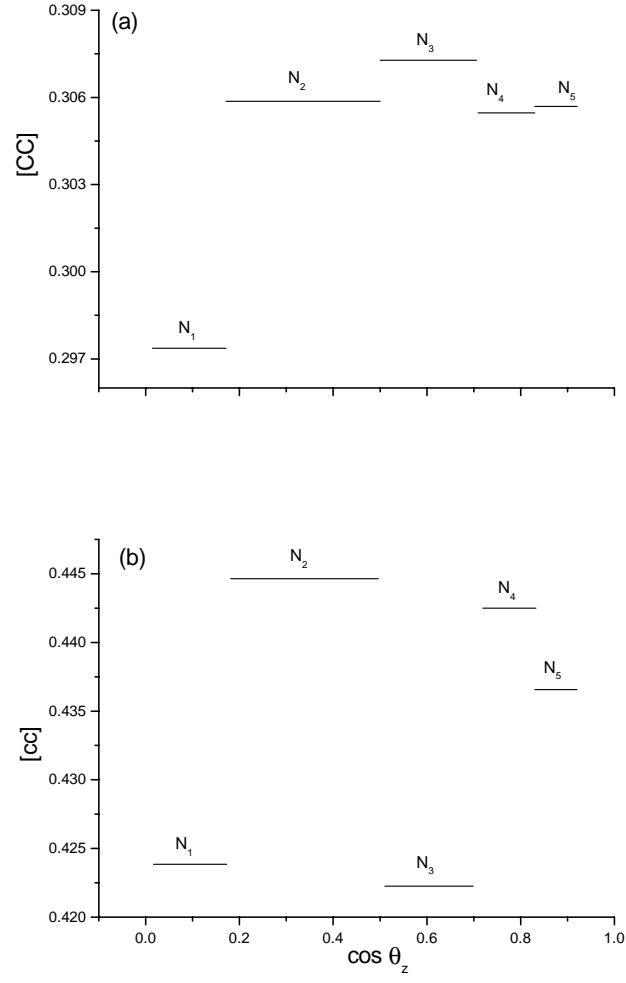 (a)
0.309
0.306
0.303
0.300
0.297
[CC]
N₁
N₂
N₃
N₄
N₅
(b)
0.445
0.440
0.435
0.430
0.425
0.420
[cc]
N₁
N₂
N₃
N₄
N₅
0.0 0.2 0.4 0.6 0.8 1.0
cos θ_z